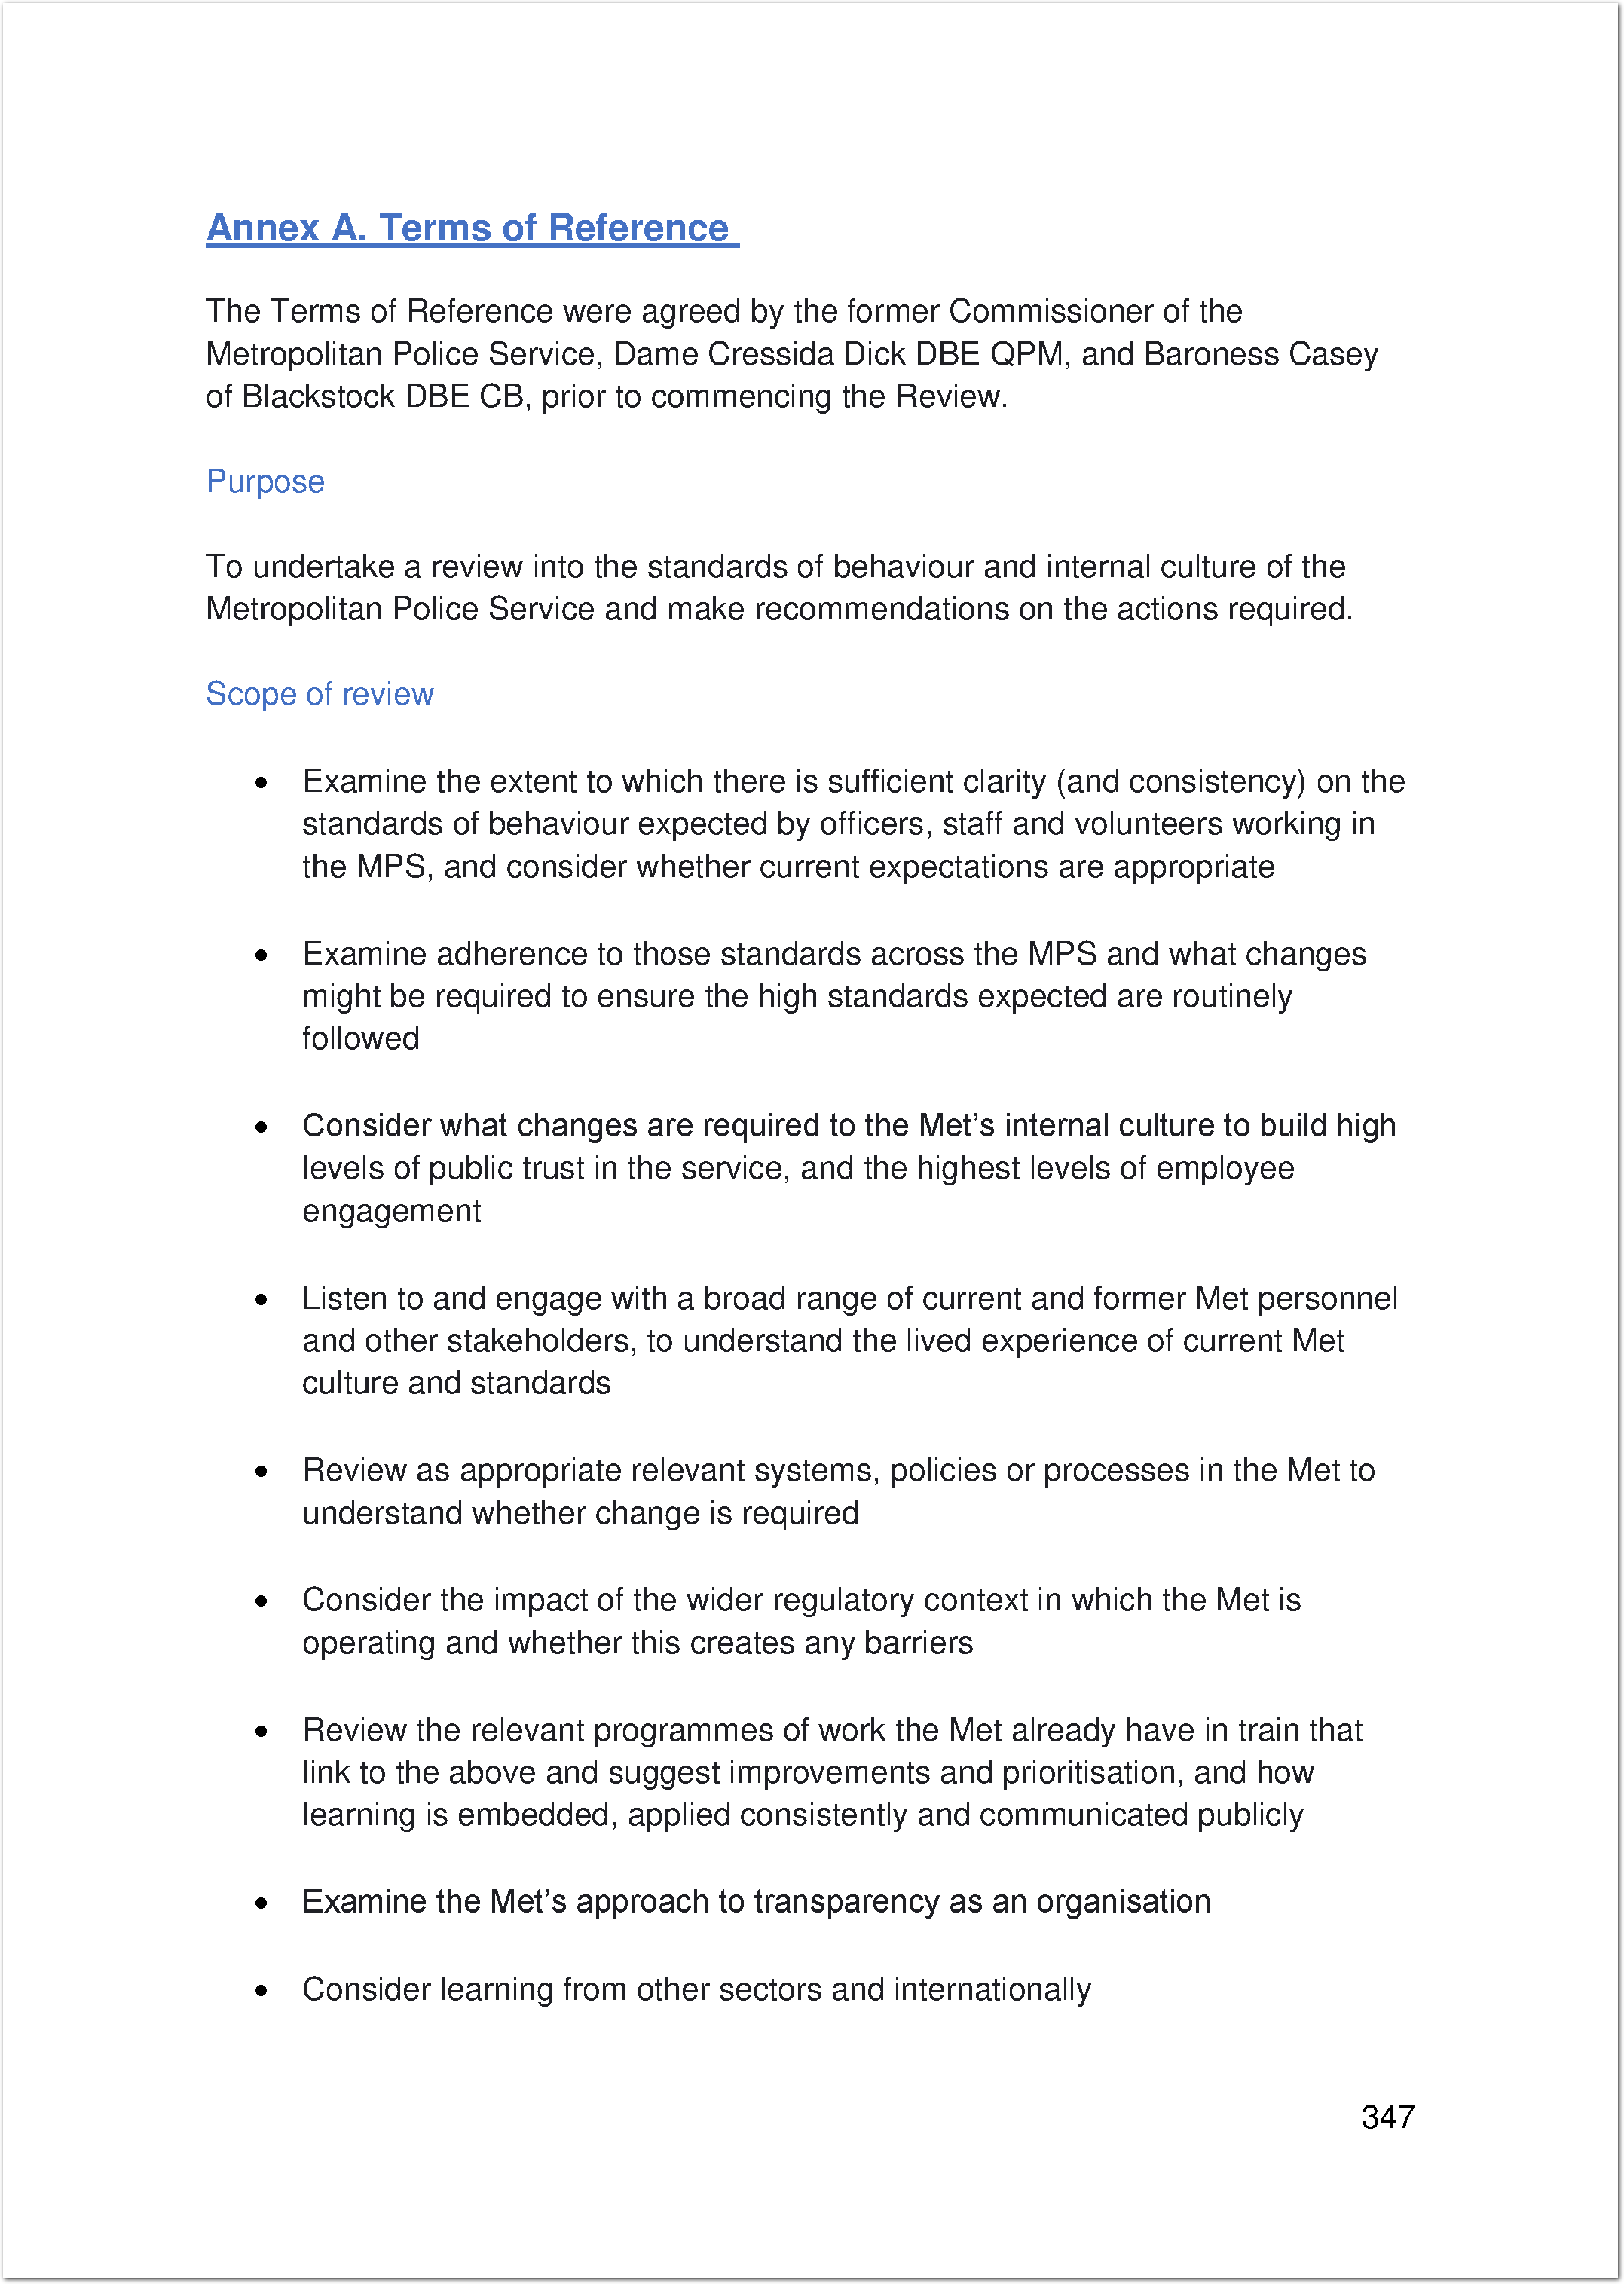 Annex A. Terms of Reference
The Terms of Reference were agreed by the former Commissioner of the
Metropolitan Police Service, Dame Cressida Dick DBE QPM, and Baroness Casey
of Blackstock DBE CB, prior to commencing the Review.
Purpose
To undertake a review into the standards of behaviour and internal culture of the
Metropolitan Police Service and make recommendations on the actions required.
Scope of review
• Examine the extent to which there is sufficient clarity (and consistency) on the
standards of behaviour expected by officers, staff and volunteers working in
the MPS, and consider whether current expectations are appropriate
• Examine adherence to those standards across the MPS and what changes
might be required to ensure the high standards expected are routinely
followed
• Consider what changes are required to the Met’s internal culture to build high
levels of public trust in the service, and the highest levels of employee
engagement
• Listen to and engage with a broad range of current and former Met personnel
and other stakeholders, to understand the lived experience of current Met
culture and standards
• Review as appropriate relevant systems, policies or processes in the Met to
understand whether change is required
• Consider the impact of the wider regulatory context in which the Met is
operating and whether this creates any barriers
• Review the relevant programmes of work the Met already have in train that
link to the above and suggest improvements and prioritisation, and how
learning is embedded, applied consistently and communicated publicly
• Examine the Met’s approach to transparency as an organisation
• Consider learning from other sectors and internationally
347